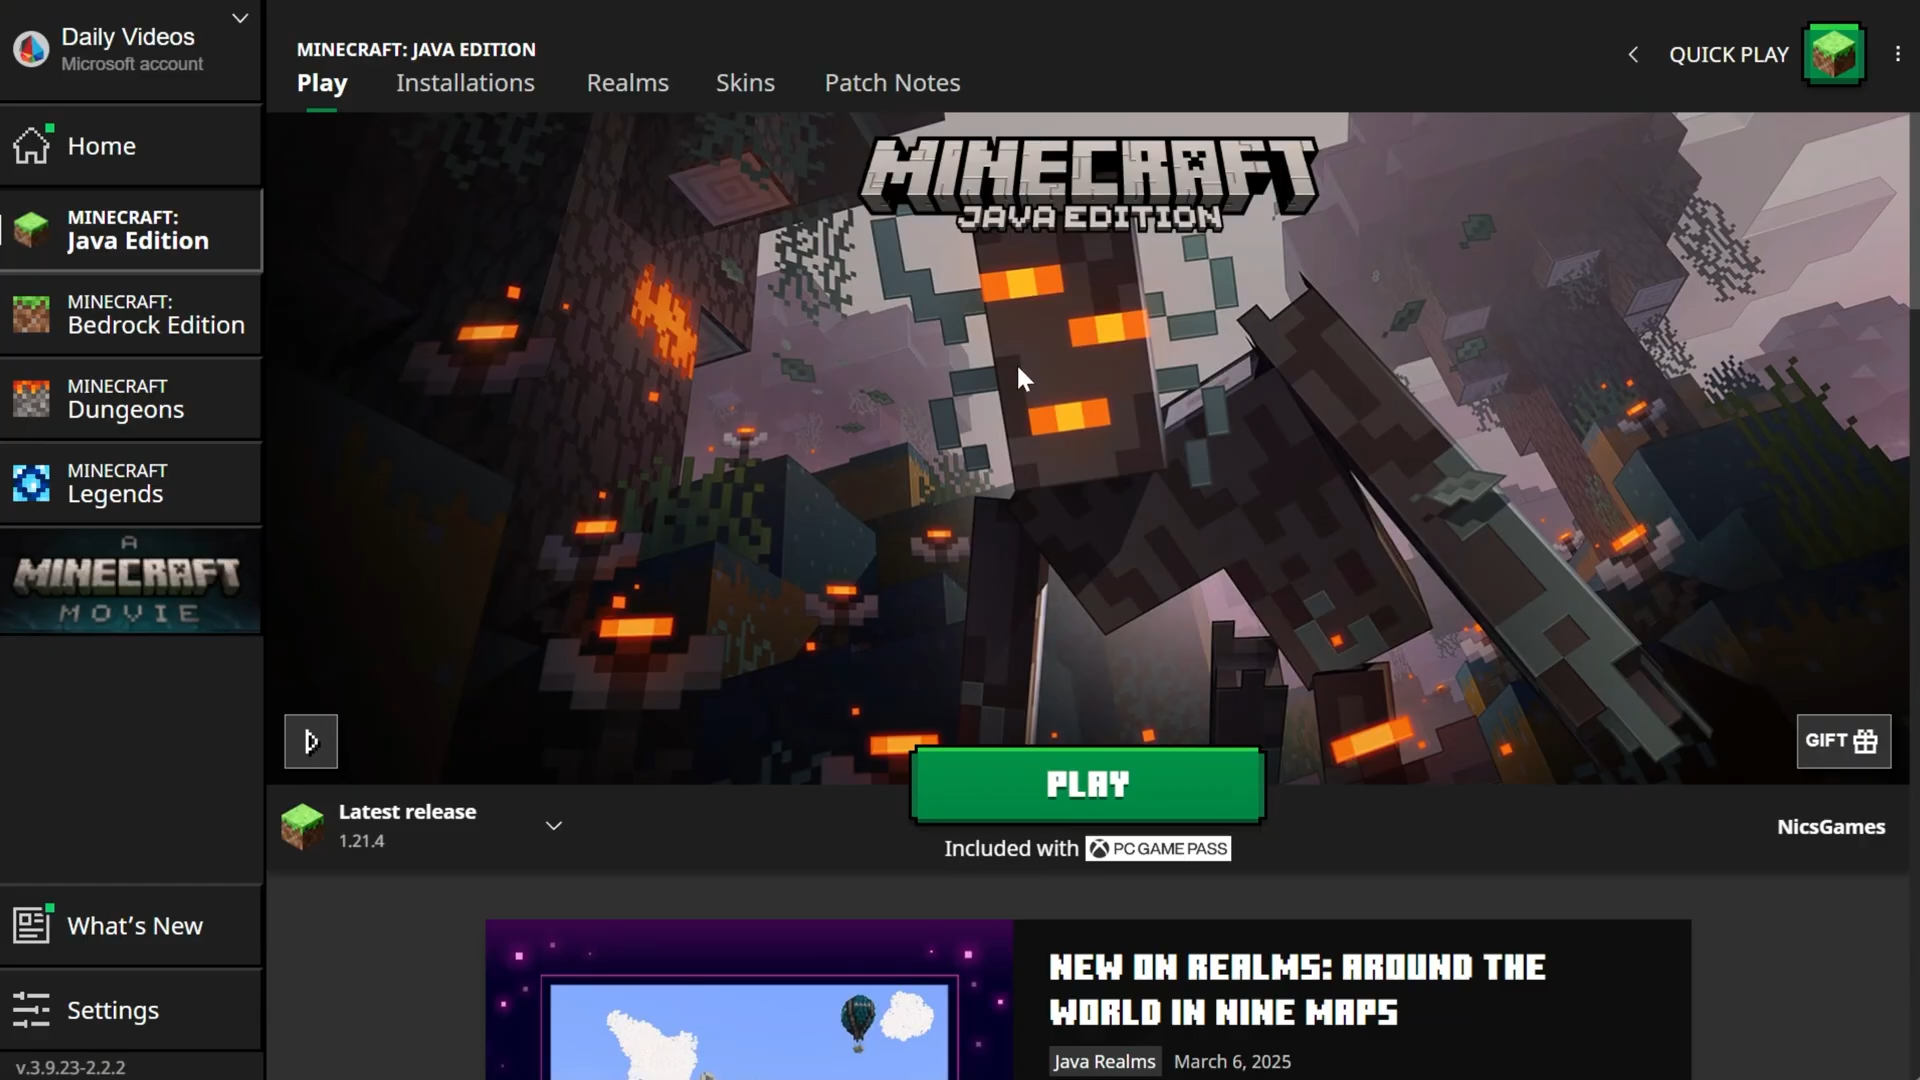 Daily Videos
Microsoft account
Home
MINECRAFT:
Java Edition
MINECRAFT:
Bedrock Edition
MINECRAFT
Dungeons
MINECRAFT
Legends
A
MINECRAFT
MOVIE
What’s New
Settings
v.3.9.23-2.2.2
MINECRAFT: JAVA EDITION
Play Installations Realms Skins Patch Notes
QUICK PLAY
MINECRAFT
JAVA EDITION
GIFT
PLAY
Latest release
1.21.4
Included with PC GAME PASS
NicsGames
NEW ON REALMS: AROUND THE
WORLD IN NINE MAPS
Java Realms March 6, 2025